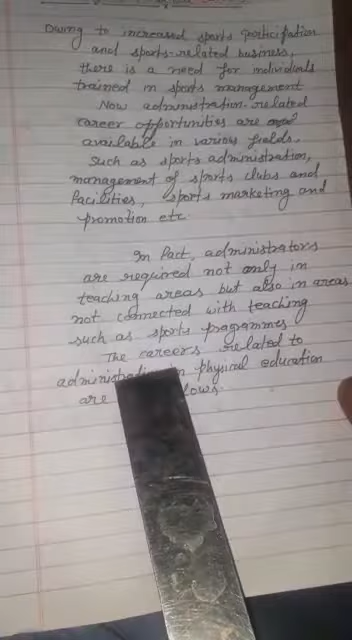 Owing to increased sports participation
and sports-related business,
there is a need for individuals
trained in sports management
Now administration-related
career opportunities are
available in various fields.
Such as sports administration,
management of sports clubs and
facilities, sports marketing and
promotion etc.
In Fact, administrators
are required not only in
teaching areas but also in areas
not connected with teaching
such as sports pragrammes.
The careers related to
in physical education
are